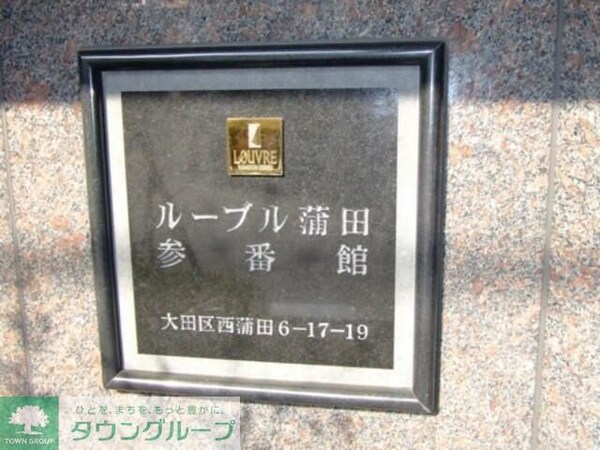 LOUVRE
ルーブル蒲田
参番館
大田区西蒲田6-17-19
ひとを、まちを、もっと豊かに。
TOWN GROUP
タウングループ